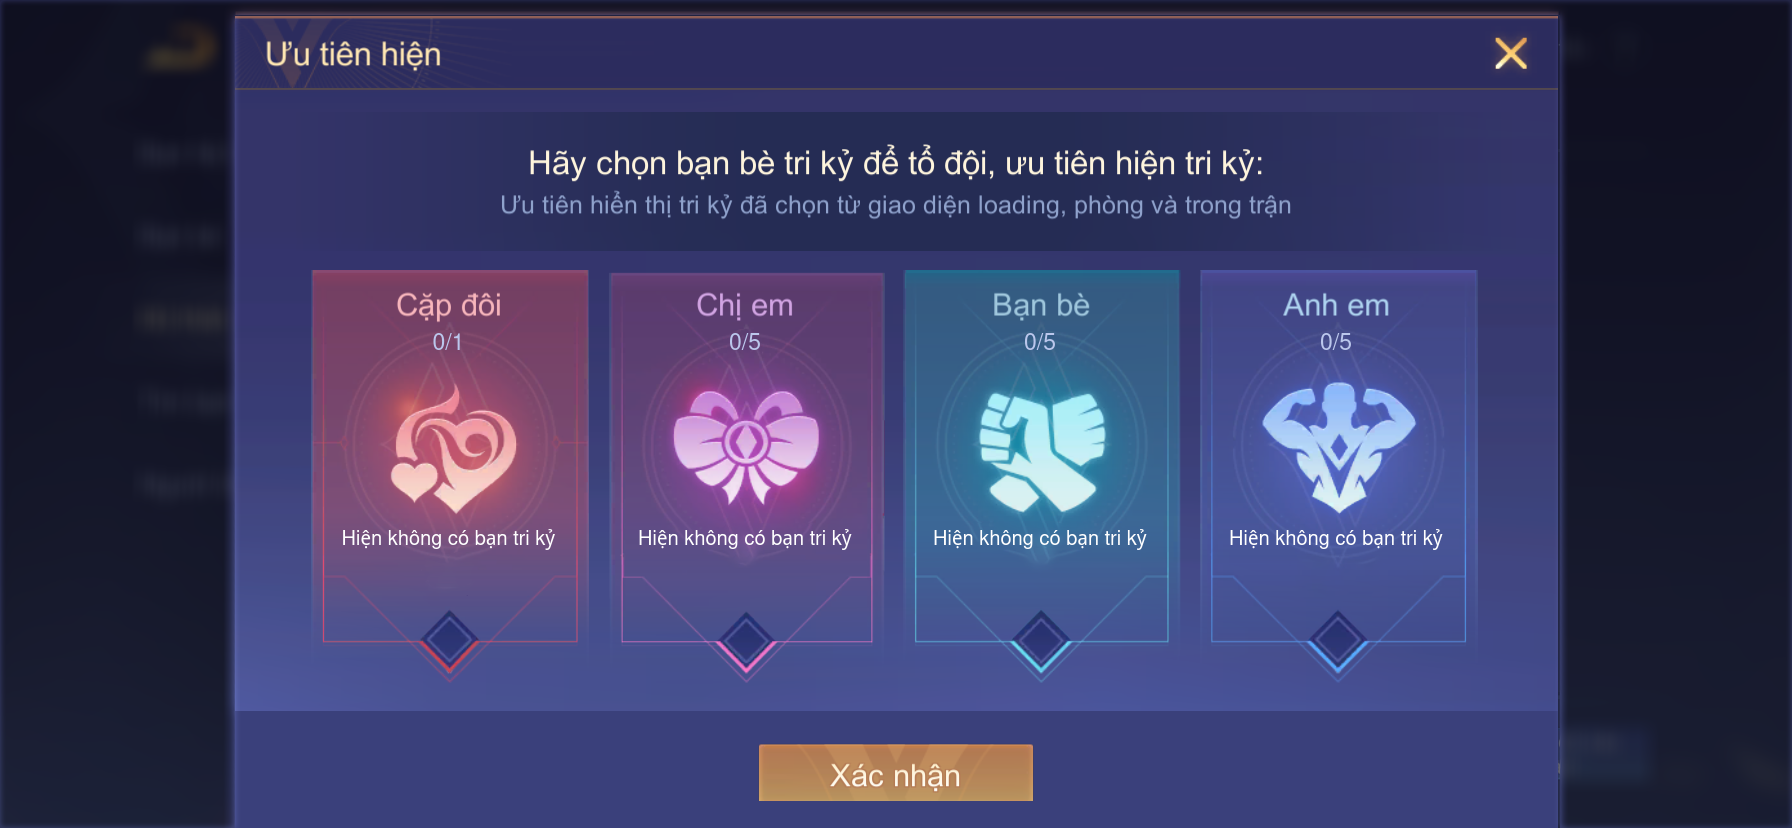 Ưu tiên hiện
Hãy chọn bạn bè tri kỷ để tổ đội, ưu tiên hiện tri kỷ:
Ưu tiên hiển thị tri kỷ đã chọn từ giao diện loading, phòng và trong trận
Cặp đôi
0/1
Hiện không có bạn tri kỷ
Chị em
0/5
Hiện không có bạn tri kỷ
Bạn bè
0/5
Hiện không có bạn tri kỷ
Anh em
0/5
Hiện không có bạn tri kỷ
Xác nhận